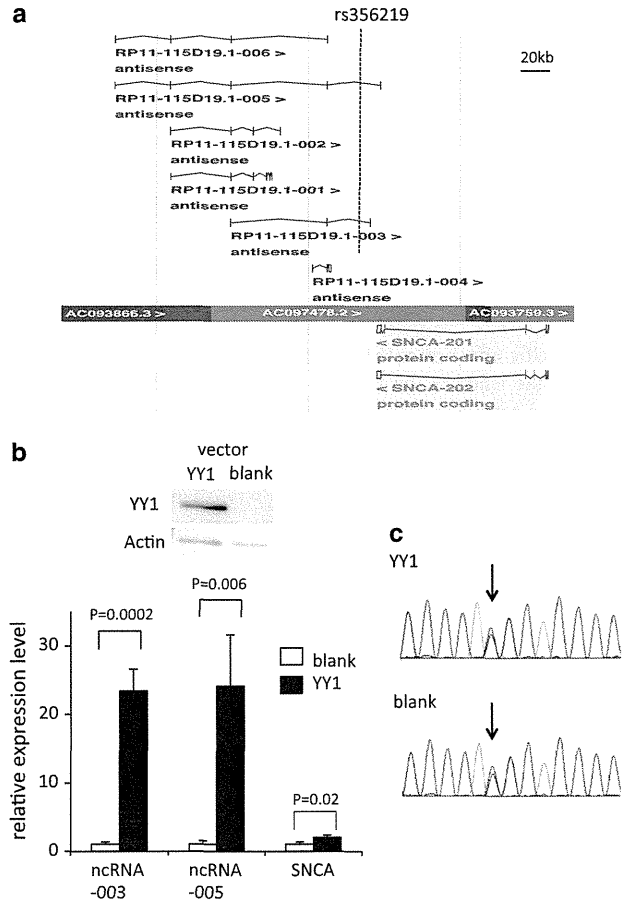 a
rs356219
20kb
RP11-115D19.1-006 >
antisense
RP11-115D19.1-005 >
antisense
RP11-115D19.1-002 >
antisense
RP11-115D19.1-001 >
antisense
RP11-115D19.1-003 >
antisense
RP11-115D19.1-004 >
antisense
AC093866.3 > AC097478.2 > AC093759.3 >
< SNCA-201
protein coding
< SNCA-202
protein coding
b
vector
YY1 blank
YY1
Actin
P=0.0002
P=0.006
P=0.02
blank
YY1
relative expression level
30
20
10
0
ncRNA
-003
ncRNA
-005
SNCA
c
YY1
blank